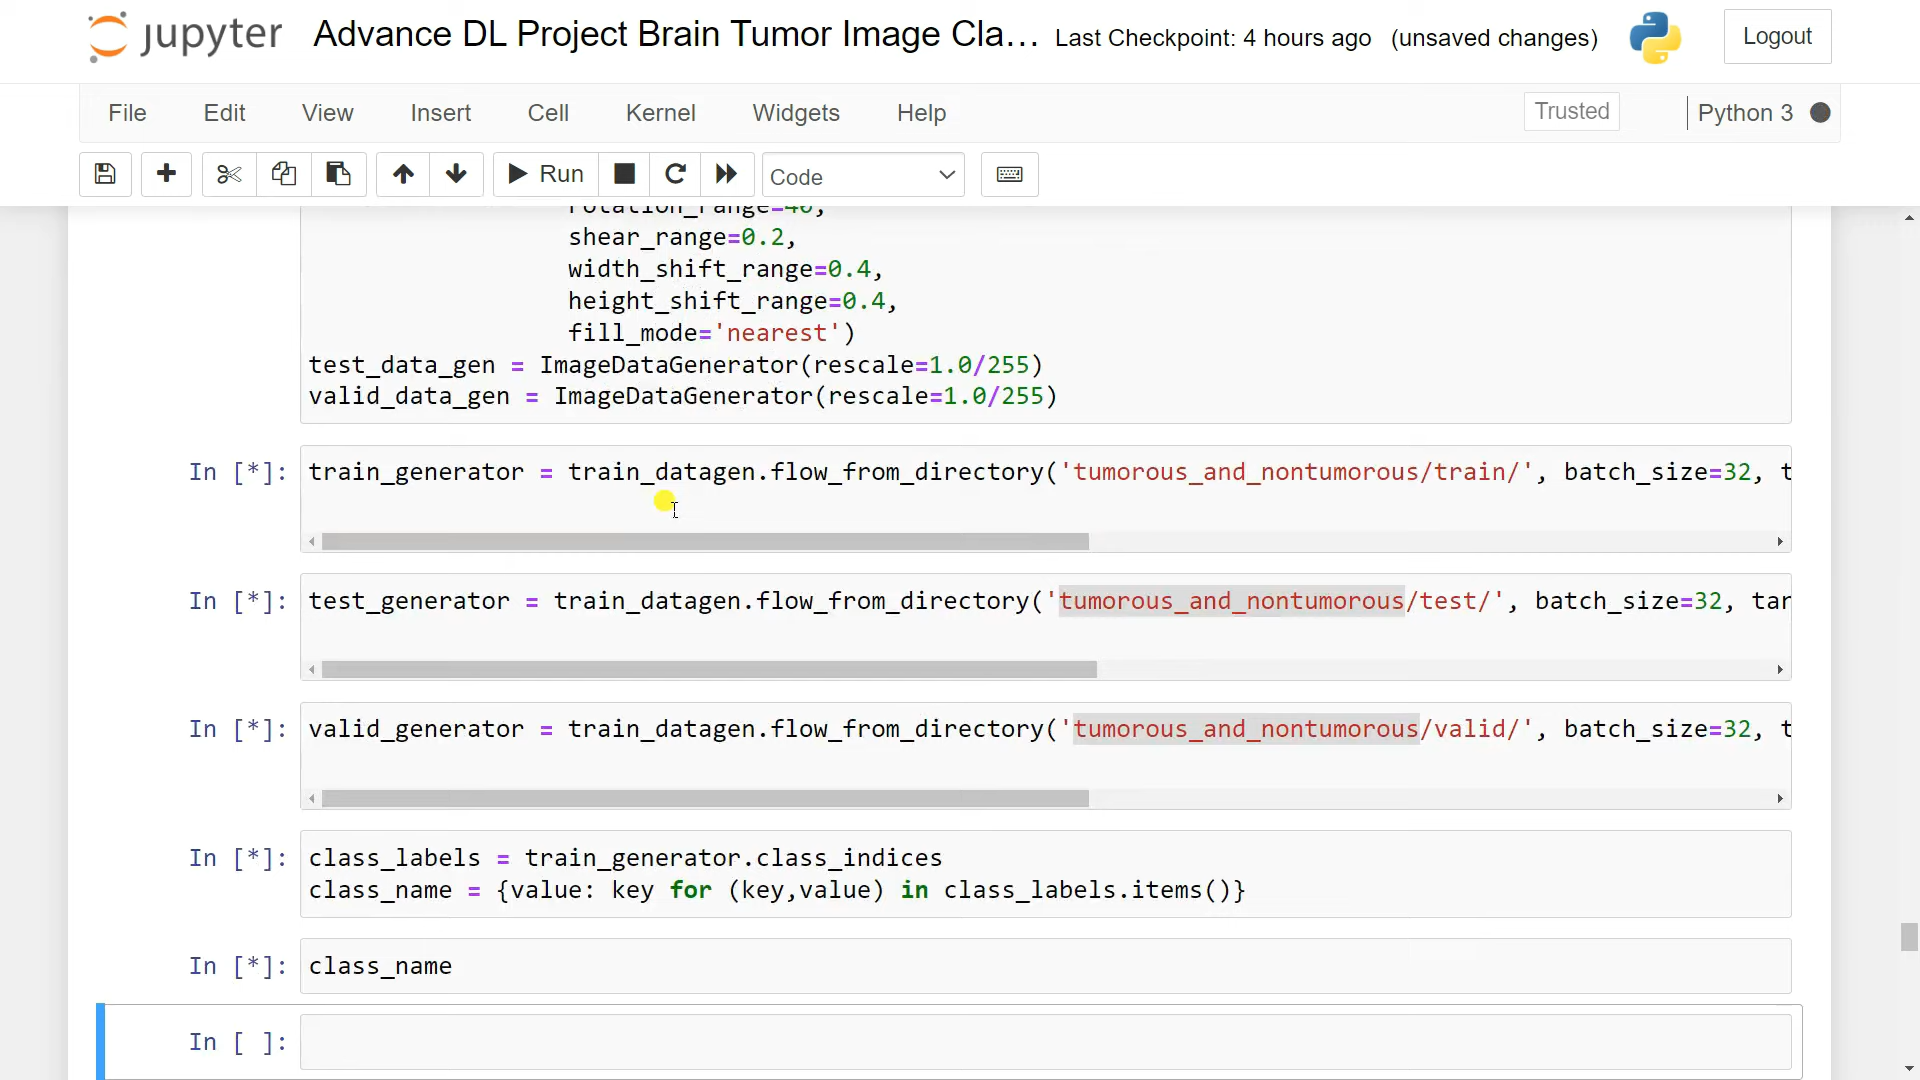 jupyter Advance DL Project Brain Tumor Image Cla... Last Checkpoint: 4 hours ago (unsaved changes) Logout
File Edit View Insert Cell Kernel Widgets Help Trusted Python 3
Run Code
rotation_range=40,
shear_range=0.2,
width_shift_range=0.4,
height_shift_range=0.4,
fill_mode='nearest')
test_data_gen = ImageDataGenerator(rescale=1.0/255)
valid_data_gen = ImageDataGenerator(rescale=1.0/255)
In [*]: train_generator = train_datagen.flow_from_directory('tumorous_and_nontumorous/train/', batch_size=32, t
In [*]: test_generator = train_datagen.flow_from_directory('tumorous_and_nontumorous/test/', batch_size=32, tar
In [*]: valid_generator = train_datagen.flow_from_directory('tumorous_and_nontumorous/valid/', batch_size=32, t
In [*]: class_labels = train_generator.class_indices
class_name = {value: key for (key,value) in class_labels.items()}
In [*]: class_name
In [ ]: